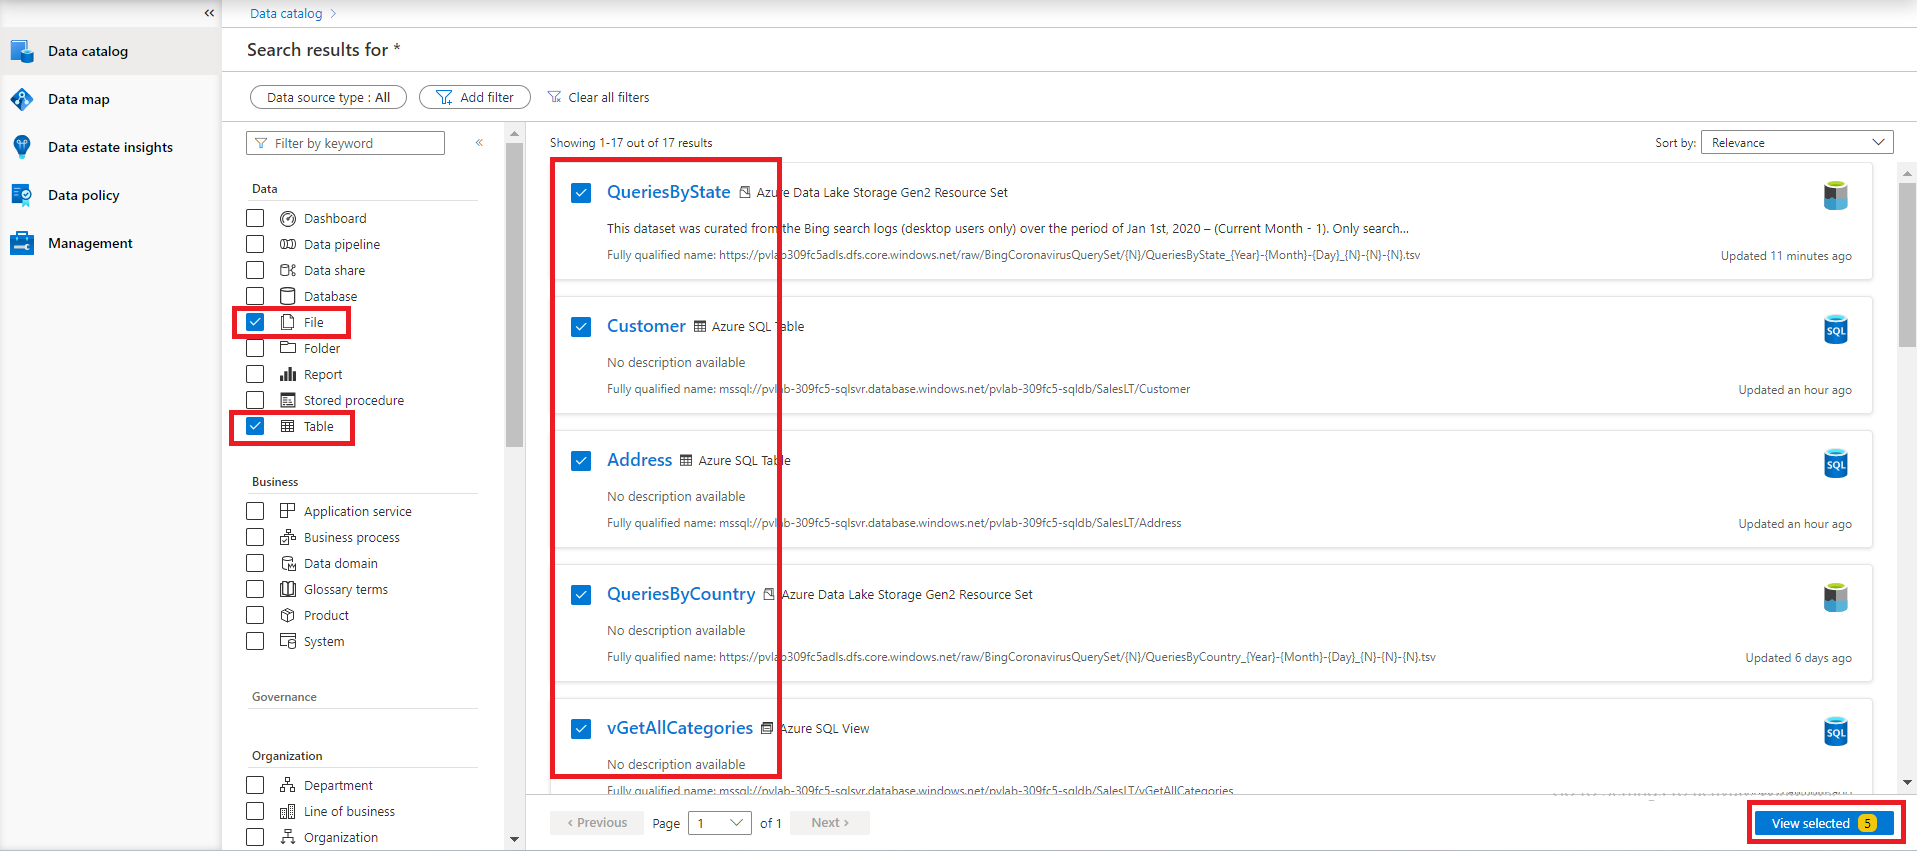 Data catalog
Search results for *
Data source type : All
Add filter
Clear all filters
Data catalog
Data map
Data estate insights
Data policy
Management
Filter by keyword
Data
Dashboard
Data pipeline
Data share
Database
File
Folder
Report
Stored procedure
Table
Business
Application service
Business process
Data domain
Glossary terms
Product
System
Governance
Organization
Department
Line of business
Organization
Showing 1-17 out of 17 results
Sort by: Relevance
QueriesByState Azure Data Lake Storage Gen2 Resource Set
This dataset was curated from the Bing search logs (desktop users only) over the period of Jan 1st, 2020 – (Current Month - 1). Only search...
Fully qualified name: https://pvlab309fc5adls.dfs.core.windows.net/raw/BingCoronavirusQuerySet/{N}/QueriesByState_{Year}-{Month}-{Day}_{N}-{N}-{N}.tsv
Updated 11 minutes ago
Customer Azure SQL Table
SQL
No description available
Fully qualified name: mssql://pvlab-309fc5-sqlsvr.database.windows.net/pvlab-309fc5-sqldb/SalesLT/Customer
Updated an hour ago
Address Azure SQL Table
SQL
No description available
Fully qualified name: mssql://pvlab-309fc5-sqlsvr.database.windows.net/pvlab-309fc5-sqldb/SalesLT/Address
Updated an hour ago
QueriesByCountry Azure Data Lake Storage Gen2 Resource Set
No description available
Fully qualified name: https://pvlab309fc5adls.dfs.core.windows.net/raw/BingCoronavirusQuerySet/{N}/QueriesByCountry_{Year}-{Month}-{Day}_{N}-{N}-{N}.tsv
Updated 6 days ago
vGetAllCategories Azure SQL View
SQL
No description available
Fully qualified name: mssql://pvlab-309fc5-sqlsvr.database.windows.net/pvlab-309fc5-sqldb/SalesLT/vGetAllCategories
Previous Page 1 of 1 Next
View selected 5